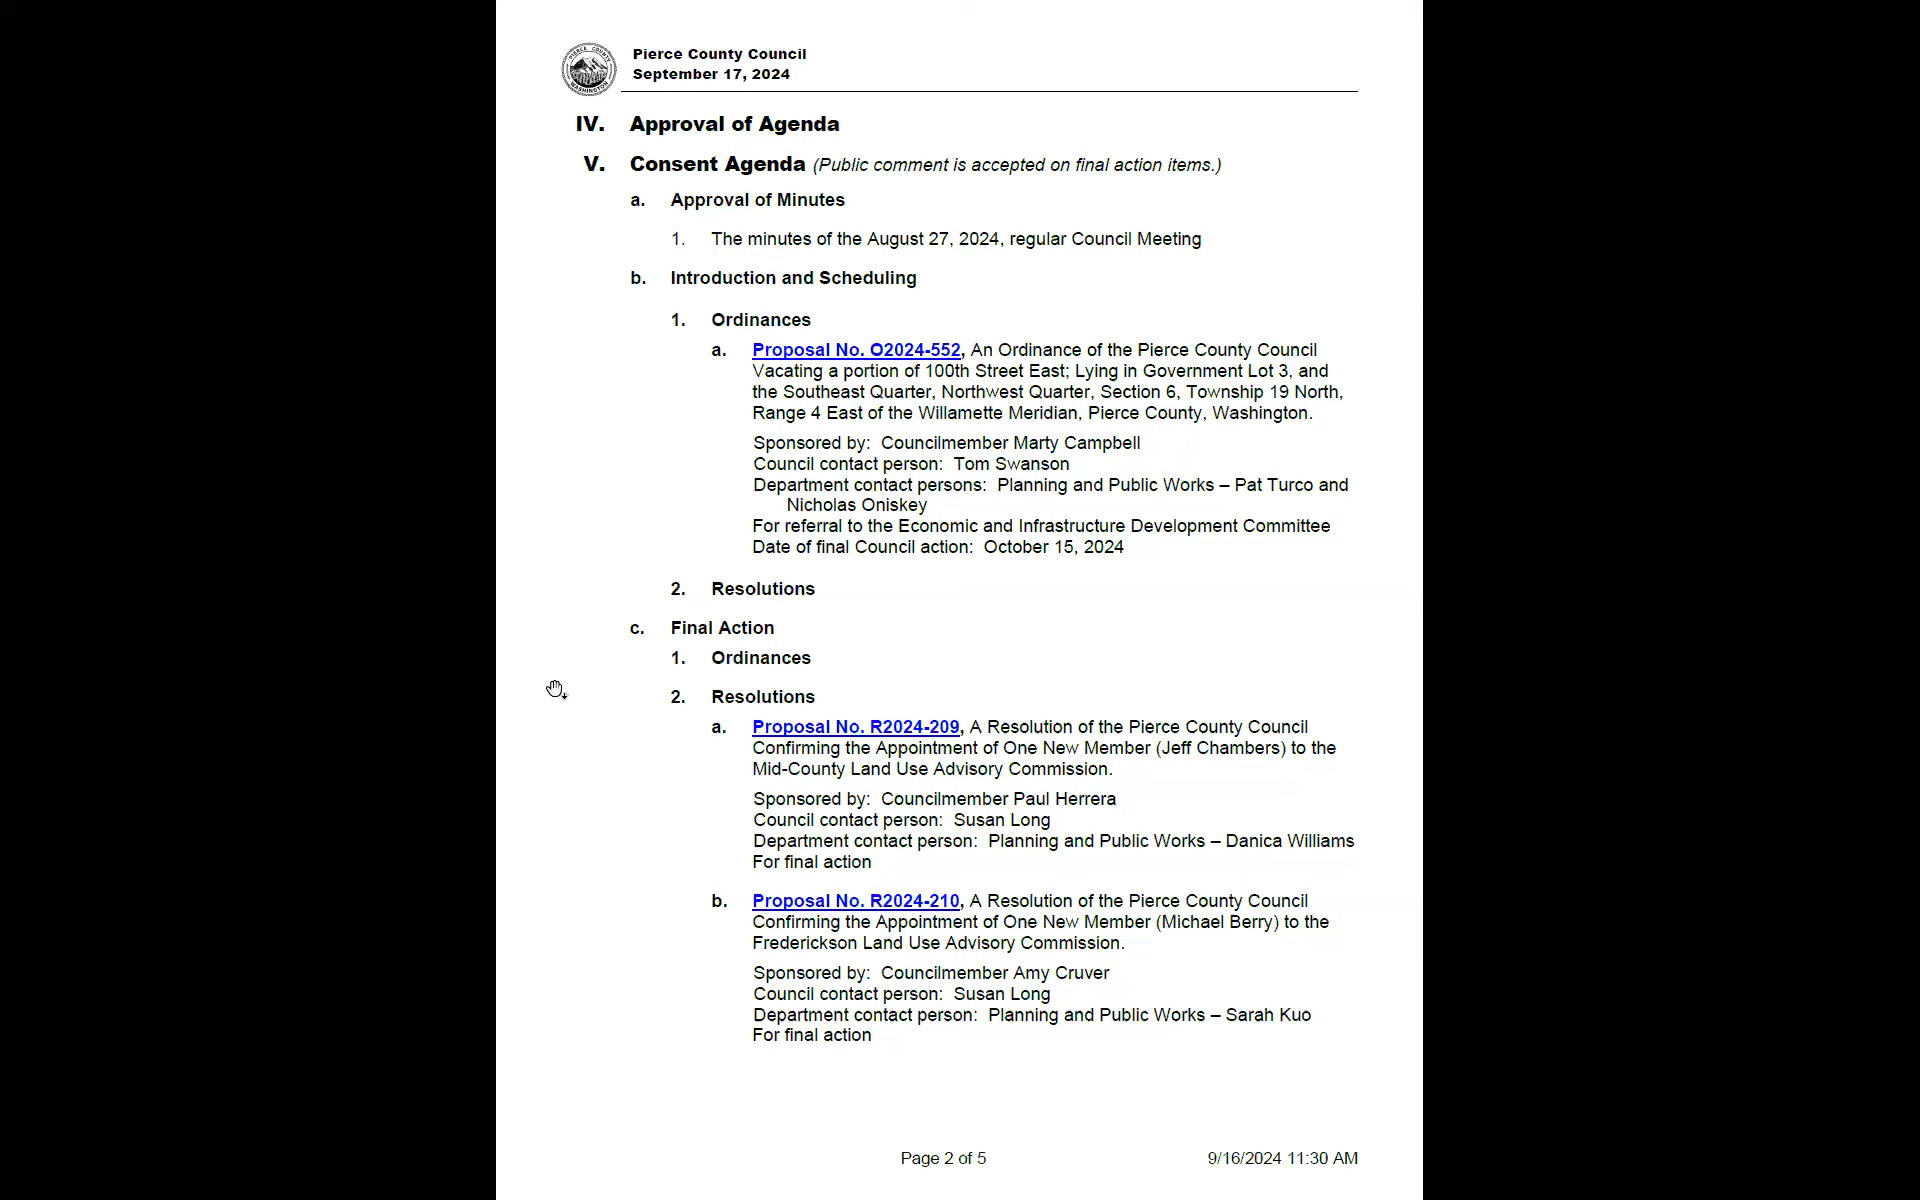 PIERCE COUNTY
WASHINGTON
Pierce County Council
September 17, 2024
IV. Approval of Agenda
V. Consent Agenda (Public comment is accepted on final action items.)
a. Approval of Minutes
1. The minutes of the August 27, 2024, regular Council Meeting
b. Introduction and Scheduling
1. Ordinances
a. Proposal No. O2024-552, An Ordinance of the Pierce County Council
Vacating a portion of 100th Street East; Lying in Government Lot 3, and
the Southeast Quarter, Northwest Quarter, Section 6, Township 19 North,
Range 4 East of the Willamette Meridian, Pierce County, Washington.
Sponsored by: Councilmember Marty Campbell
Council contact person: Tom Swanson
Department contact persons: Planning and Public Works – Pat Turco and
Nicholas Oniskey
For referral to the Economic and Infrastructure Development Committee
Date of final Council action: October 15, 2024
2. Resolutions
c. Final Action
1. Ordinances
2. Resolutions
a. Proposal No. R2024-209, A Resolution of the Pierce County Council
Confirming the Appointment of One New Member (Jeff Chambers) to the
Mid-County Land Use Advisory Commission.
Sponsored by: Councilmember Paul Herrera
Council contact person: Susan Long
Department contact person: Planning and Public Works – Danica Williams
For final action
b. Proposal No. R2024-210, A Resolution of the Pierce County Council
Confirming the Appointment of One New Member (Michael Berry) to the
Frederickson Land Use Advisory Commission.
Sponsored by: Councilmember Amy Cruver
Council contact person: Susan Long
Department contact person: Planning and Public Works – Sarah Kuo
For final action
Page 2 of 5 9/16/2024 11:30 AM